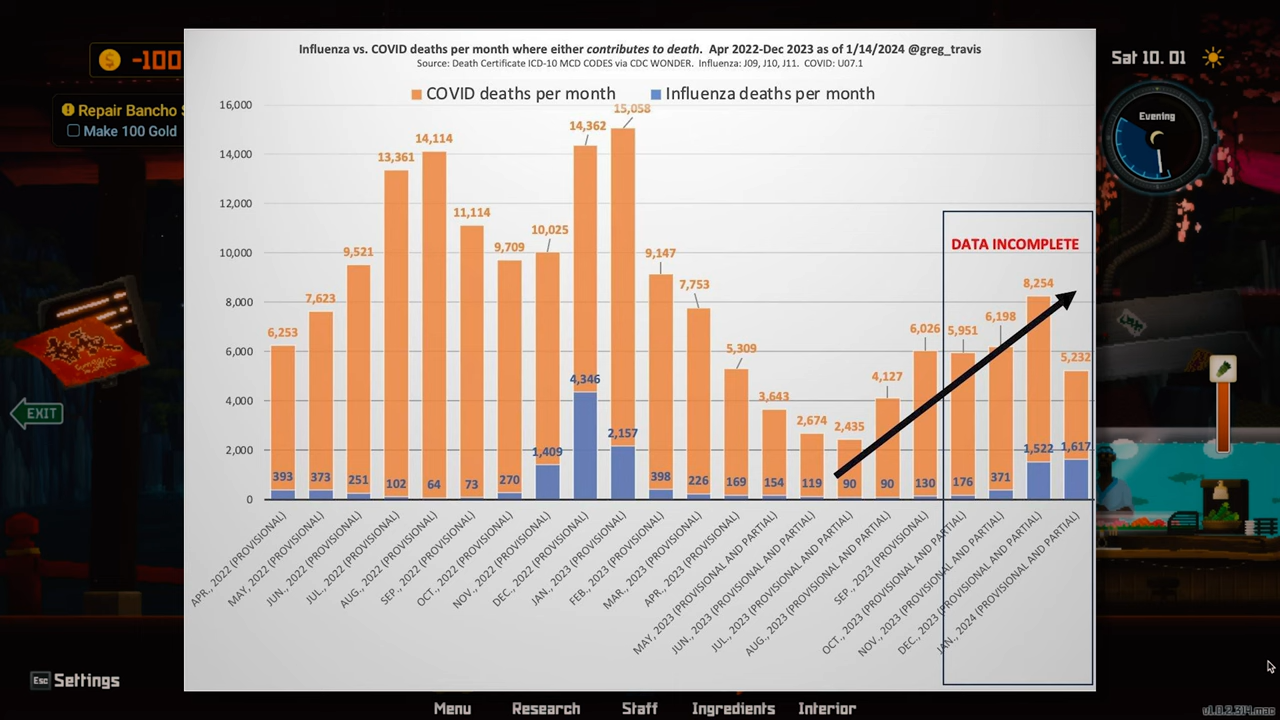 Influenza vs. COVID deaths per month where either contributes to death. Apr 2022-Dec 2023 as of 1/14/2024 @greg_travis
Source: Death Certificate ICD-10 MCD CODES via CDC WONDER. Influenza: J09, J10, J11. COVID: U07.1
COVID deaths per month
Influenza deaths per month
-100
Sat 10. 01
Repair Bancho
Make 100 Gold
Evening
EXIT
16,000
14,000
12,000
10,000
8,000
6,000
4,000
2,000
0
6,253
7,623
9,521
13,361
14,114
11,114
9,709
10,025
14,362
15,058
9,147
7,753
5,309
3,643
2,674
2,435
4,127
6,026
5,951
6,198
8,254
5,232
DATA INCOMPLETE
393
373
251
102
64
73
270
1,409
4,346
2,157
398
226
169
154
119
90
90
130
176
371
1,522
1,617
APR., 2022 (PROVISIONAL)
MAY, 2022 (PROVISIONAL)
JUN., 2022 (PROVISIONAL)
JUL., 2022 (PROVISIONAL)
AUG., 2022 (PROVISIONAL)
SEP., 2022 (PROVISIONAL)
OCT., 2022 (PROVISIONAL)
NOV., 2022 (PROVISIONAL)
DEC., 2022 (PROVISIONAL)
JAN., 2023 (PROVISIONAL)
FEB., 2023 (PROVISIONAL)
MAR., 2023 (PROVISIONAL)
APR., 2023 (PROVISIONAL)
MAY, 2023 (PROVISIONAL AND PARTIAL)
JUN., 2023 (PROVISIONAL AND PARTIAL)
JUL., 2023 (PROVISIONAL AND PARTIAL)
AUG., 2023 (PROVISIONAL AND PARTIAL)
SEP., 2023 (PROVISIONAL)
OCT., 2023 (PROVISIONAL AND PARTIAL)
NOV., 2023 (PROVISIONAL AND PARTIAL)
DEC., 2023 (PROVISIONAL AND PARTIAL)
JAN., 2024 (PROVISIONAL AND PARTIAL)
Esc Settings
Menu
Research
Staff
Ingredients
Interior
v1.0.2.314.mac